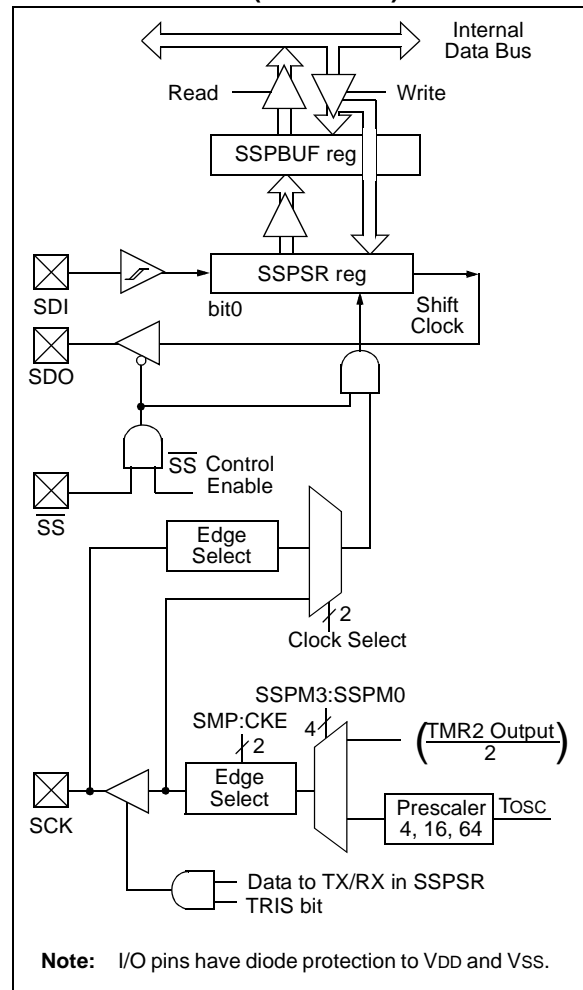 Internal
Data Bus
Read
Write
SSPBUF reg
SSPSR reg
SDI
bit0
Shift
Clock
SDO
SS Control
Enable
SS
Edge
Select
2
Clock Select
SSPM3:SSPM0
SMP:CKE
4
2
(TMR2 Output
2)
Edge
Select
Prescaler
4, 16, 64
TOSC
SCK
Data to TX/RX in SSPSR
TRIS bit
Note: I/O pins have diode protection to VDD and VSS.